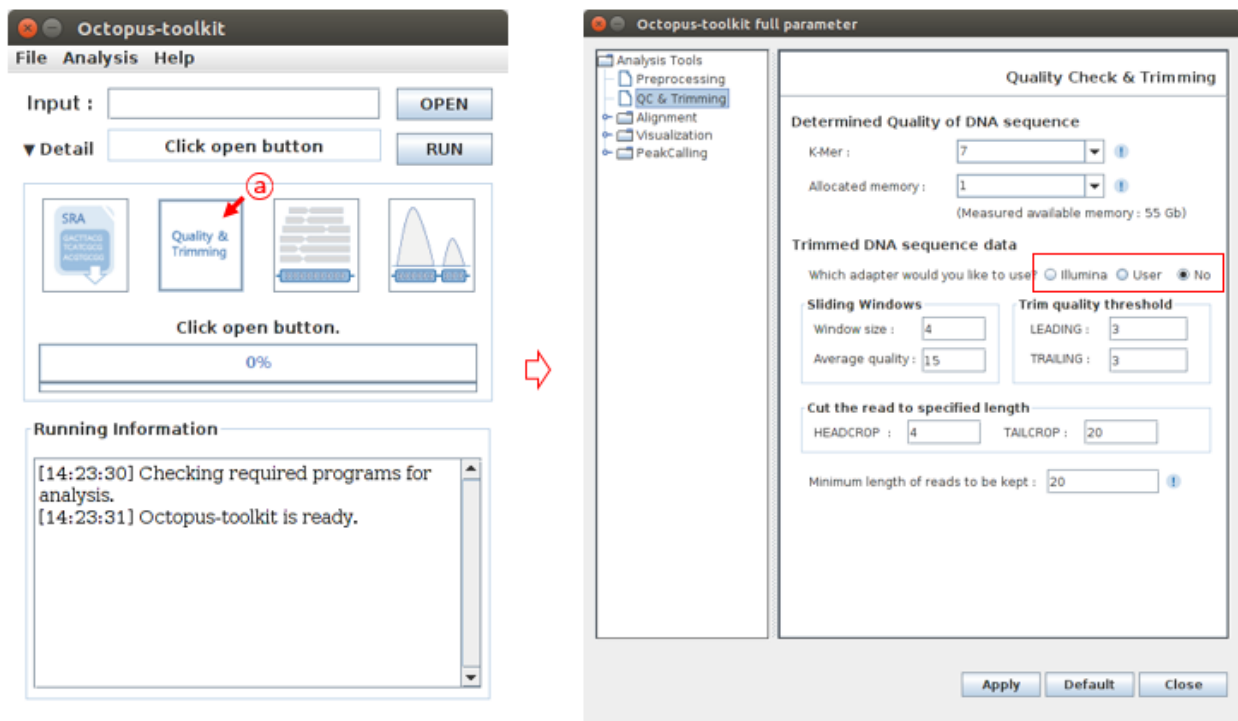 Octopus-toolkit
File Analysis Help
Input : OPEN
▼ Detail Click open button RUN
ⓐ
SRA
GACTTACG
TCATCGCG
ACGTGCGG
Quality &
Trimming
Click open button.
0%
Running Information
[14:23:30] Checking required programs for
analysis.
[14:23:31] Octopus-toolkit is ready.
Octopus-toolkit full parameter
Analysis Tools
Preprocessing
QC & Trimming
Alignment
Visualization
PeakCalling
Quality Check & Trimming
Determined Quality of DNA sequence
K-Mer : 7
Allocated memory : 1
(Measured available memory : 55 Gb)
Trimmed DNA sequence data
Which adapter would you like to use? Illumina User No
Sliding Windows
Window size : 4
Average quality : 15
Trim quality threshold
LEADING : 3
TRAILING : 3
Cut the read to specified length
HEADCROP : 4 TAILCROP : 20
Minimum length of reads to be kept : 20
Apply Default Close